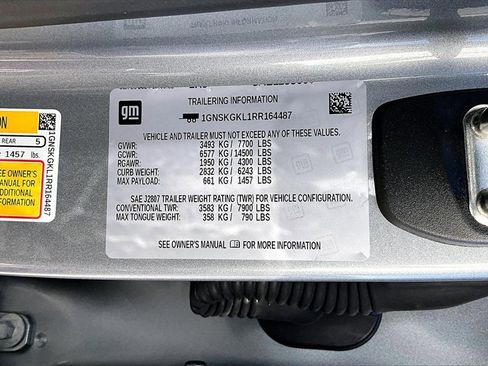 gm
TRAILERING INFORMATION
1GNSKGKL1RR164487
VEHICLE AND TRAILER MUST NOT EXCEED ANY OF THESE VALUES.
GVWR: 3493 KG/ 7700 LBS
GCWR: 6577 KG/ 14500 LBS
RGAWR: 1950 KG/ 4300 LBS
CURB WEIGHT: 2832 KG/ 6243 LBS
MAX PAYLOAD: 661 KG/ 1457 LBS
SAE J2807 TRAILER WEIGHT RATING (TWR) FOR VEHICLE CONFIGURATION.
CONVENTIONAL TWR: 3583 KG/ 7900 LBS
MAX TONGUE WEIGHT: 358 KG/ 790 LBS
SEE OWNER'S MANUAL FOR MORE INFORMATION
REAR 5
1457 lbs.
SEE OWNER'S
MANUAL FOR
ADDITIONAL
INFORMATION
1GNSKGKL1RR164487